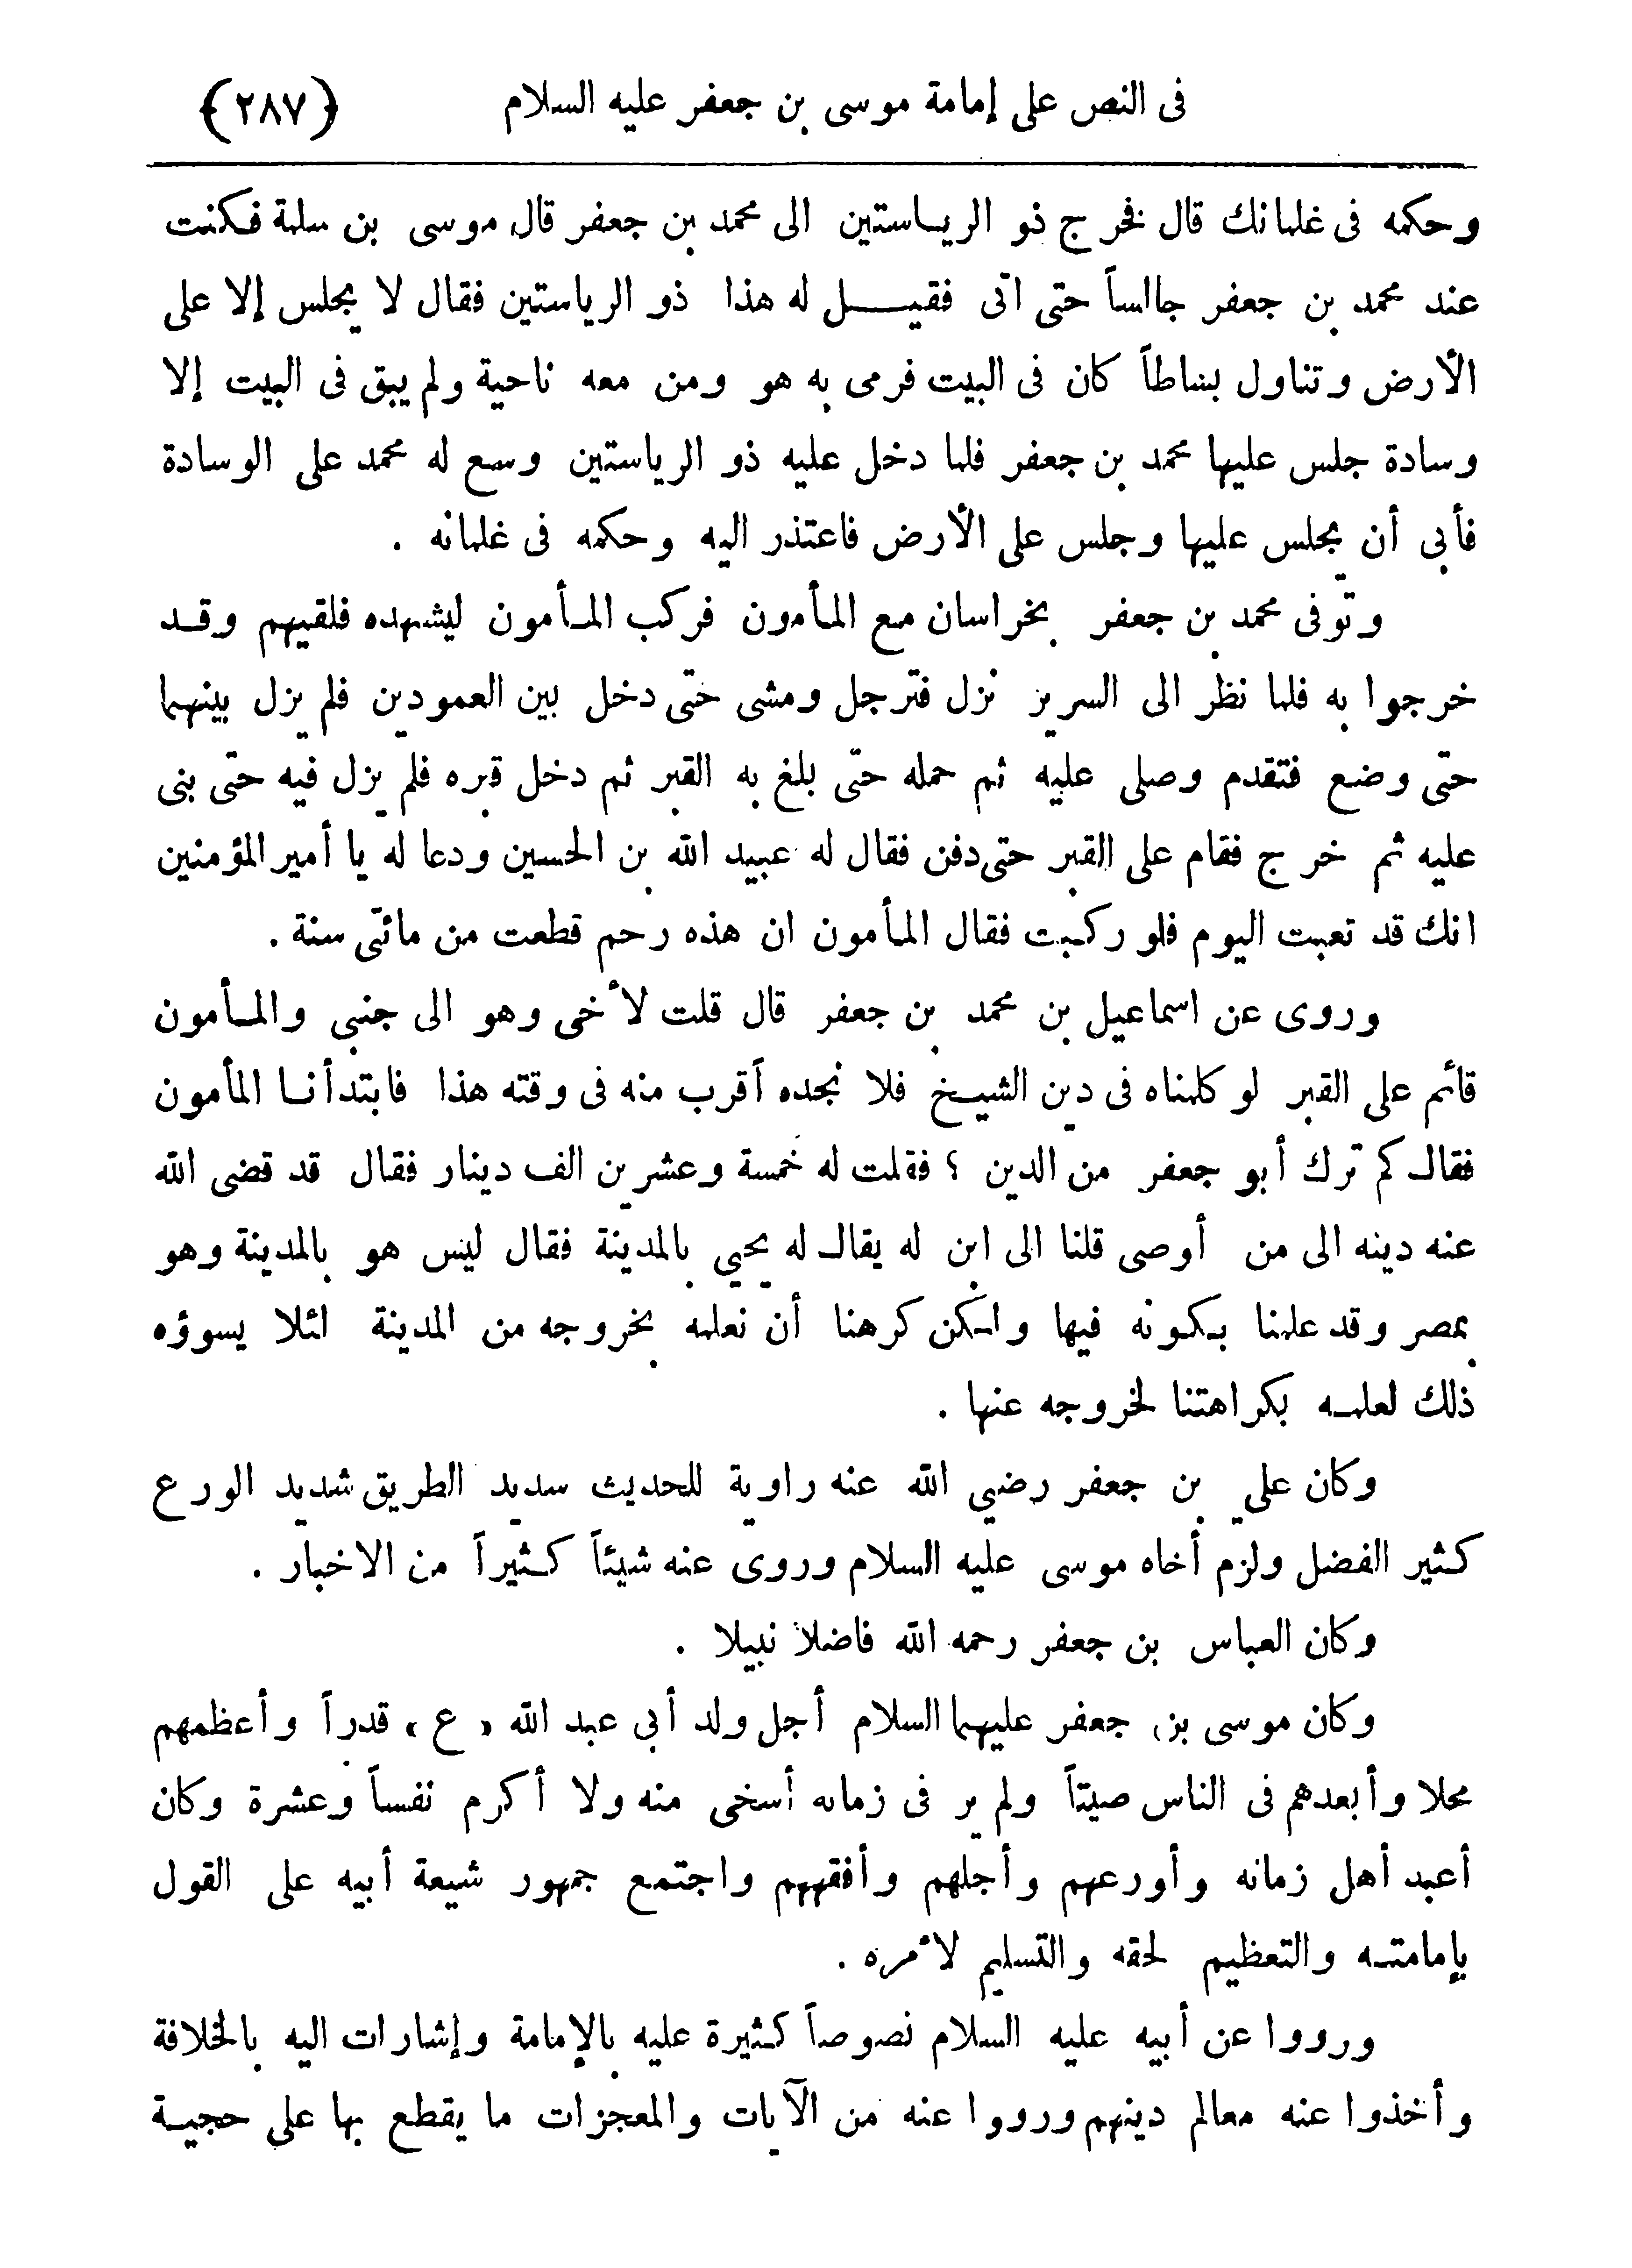 فى النص على إمامة موسى بن جعفر عليه السلام ﴿٢٨٧﴾
وحكمه فى غلمانك قال فخرج ذو الرياستين الى محمد بن جعفر قال موسى بن سلمة فكنت
عند محمد بن جعفر جالساً حتى اتى فقيل له هذا ذو الرياستين فقال لا يجلس إلا على
الأرض وتناول بساطاً كان فى البيت فرمى به هو ومن معه ناحية ولم يبق فى البيت إلا
وسادة جلس عليها محمد بن جعفر فلما دخل عليه ذو الرياستين وسع له محمد على الوسادة
فأبى أن يجلس عليها وجلس على الأرض فاعتذر اليه وحكمه فى غلمانه .
وتوفى محمد بن جعفر بخراسان مع المأمون فركب المأمون ليشهده فلقيهم وقد
خرجوا به فلما نظر الى السرير نزل فترجل ومشى حتى دخل بين العمودين فلم يزل بينهما
حتى وضع فتقدم وصلى عليه ثم حمله حتى بلغ به القبر ثم دخل قبره فلم يزل فيه حتى بنى
عليه ثم خرج فقام على القبر حتى دفن فقال له عبيد الله بن الحسين ودعا له يا أمير المؤمنين
انك قد تعبت اليوم فلو ركبت فقال المأمون ان هذه رحم قطعت من مائتى سنة .
وروى عن اسماعيل بن محمد بن جعفر قال قلت لأخى وهو الى جنبى والمأمون
قائم على القبر لو كلمناه فى دين الشيخ فلا نجده أقرب منه فى وقته هذا فابتدأنا المأمون
فقال كم ترك أبو جعفر من الدين ؟ فقلت له خمسة وعشرين الف دينار فقال قد قضى الله
عنه دينه الى من أوصى قلنا الى ابن له يقال له يحيي بالمدينة فقال ليس هو بالمدينة وهو
بمصر وقد علمنا بكونه فيها ولكن كرهنا أن نعلمه بخروجه من المدينة لئلا يسوؤه
ذلك لعلمه بكراهتنا لخروجه عنها .
وكان علي بن جعفر رضي الله عنه راوية للحديث سديد الطريق شديد الورع
كثير الفضل ولزم أخاه موسى عليه السلام وروى عنه شيئاً كثيراً من الاخبار .
وكان العباس بن جعفر رحمه الله فاضلا نبيلا .
وكان موسى بن جعفر عليهما السلام أجل ولد أبى عبد الله « ع » قدراً وأعظمهم
محلا وأبعدهم فى الناس صيتاً ولم ير فى زمانه أسخى منه ولا أكرم نفساً وعشرة وكان
أعبد أهل زمانه وأورعهم وأجلهم وأفقههم واجتمع جمهور شيعة أبيه على القول
بإمامته والتعظيم لحقه والتسليم لأمره .
ورووا عن أبيه عليه السلام نصوصاً كثيرة عليه بالإمامة وإشارات اليه بالخلافة
وأخذوا عنه معالم دينهم ورووا عنه من الآيات والمعجزات ما يقطع بها على حجية